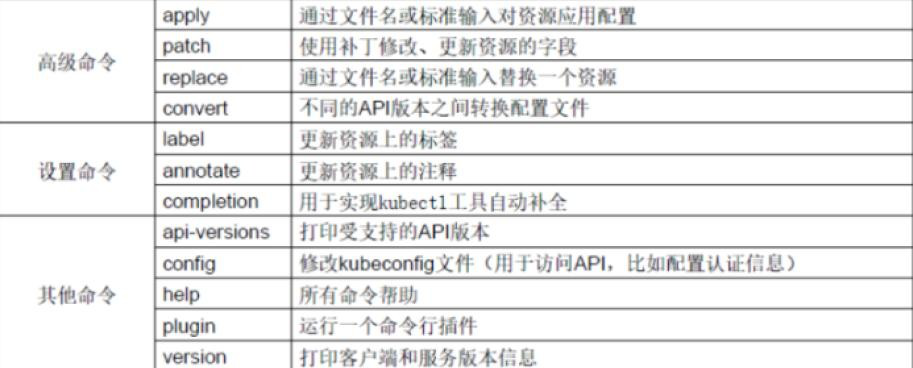 高级命令
apply 通过文件名或标准输入对资源应用配置
patch 使用补丁修改、更新资源的字段
replace 通过文件名或标准输入替换一个资源
convert 不同的API版本之间转换配置文件
设置命令
label 更新资源上的标签
annotate 更新资源上的注释
completion 用于实现kubectl工具自动补全
其他命令
api-versions 打印受支持的API版本
config 修改kubeconfig文件（用于访问API，比如配置认证信息）
help 所有命令帮助
plugin 运行一个命令行插件
version 打印客户端和服务版本信息